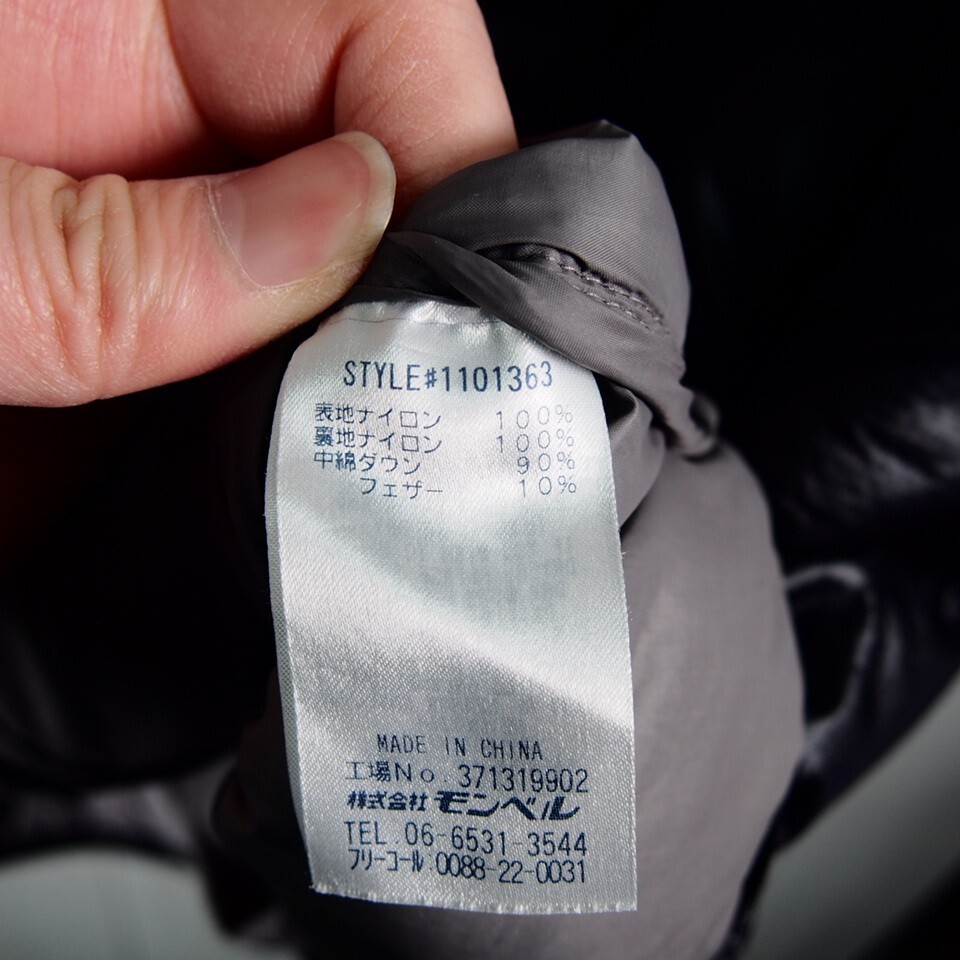 STYLE#1101363
表地ナイロン 100%
裏地ナイロン 100%
中綿ダウン 90%
フェザー 10%
MADE IN CHINA
工場No 371319902
株式会社 モンベル
TEL 06-6531-3544
フリーコール 0088-22-0031